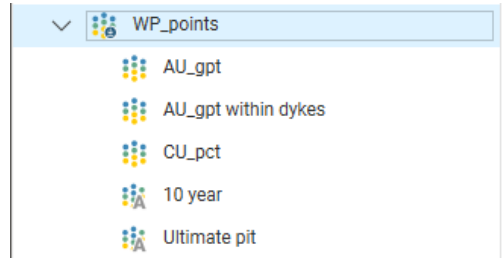 WP_points
AU_gpt
AU_gpt within dykes
CU_pct
10 year
Ultimate pit